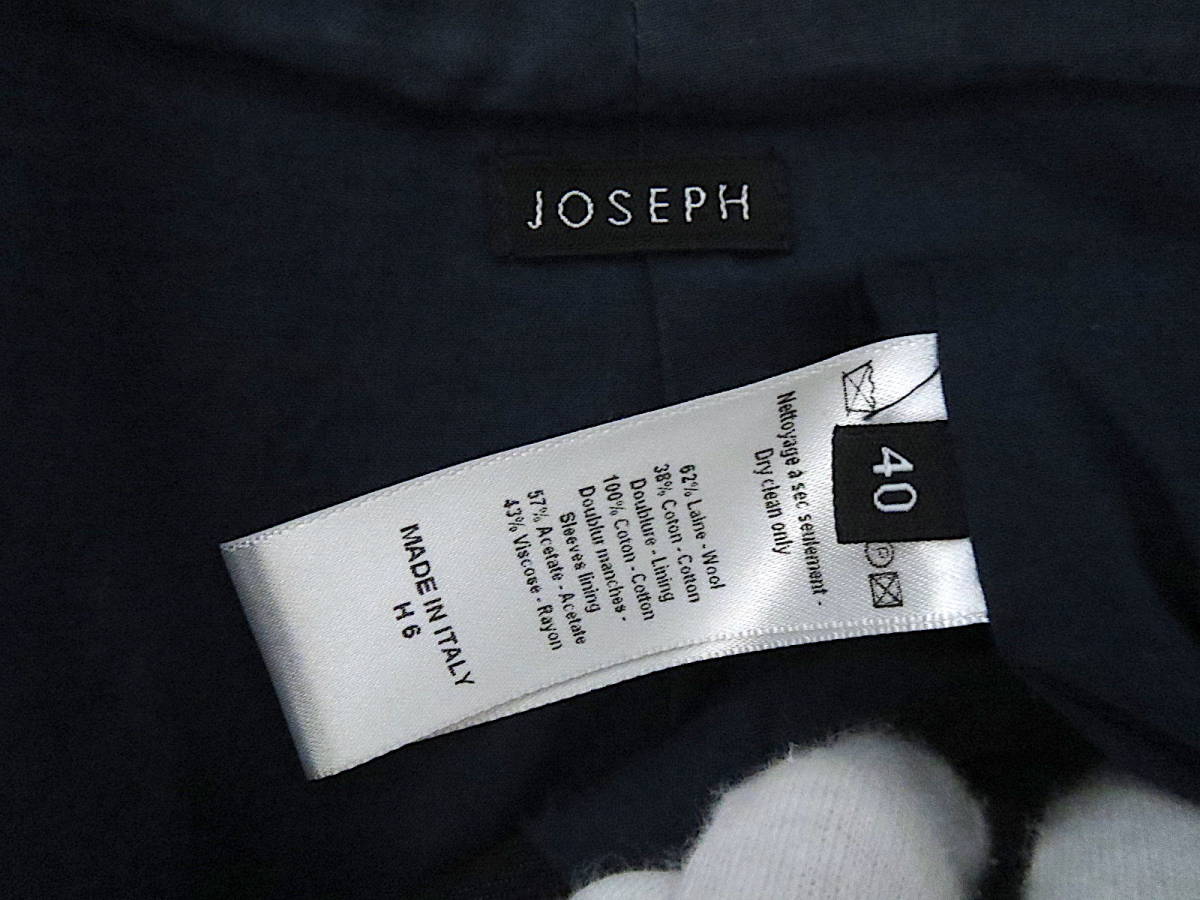 JOSEPH
40
Nettoyage a sec seulement -
Dry clean only
62% Laine - Wool
38% Coton - Cotton
Doublure - Lining
100% Coton - Cotton
Doublur manches -
Sleeves lining
57% Acetate - Acetate
43% Viscose - Rayon
MADE IN ITALY
H 6